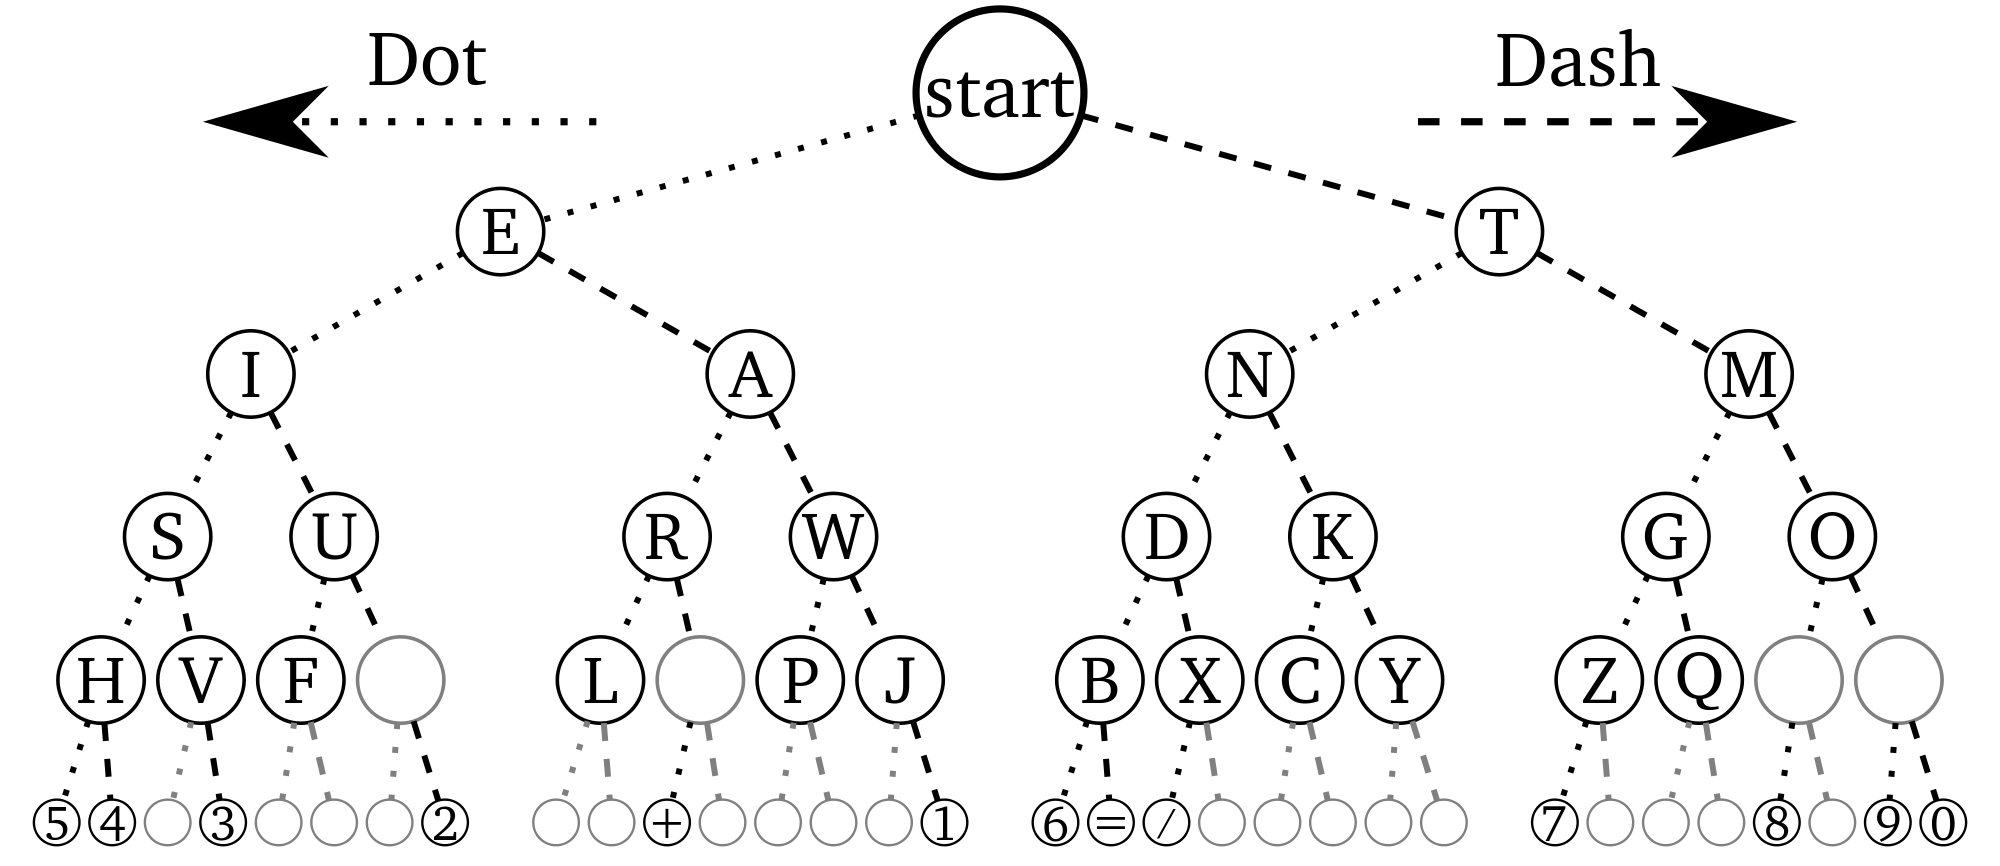 Dot start Dash
E T
I A N M
S U R W D K G O
H V F L P J B X C Y Z Q
5 4 3 2 + 1 6 = / 7 8 9 0